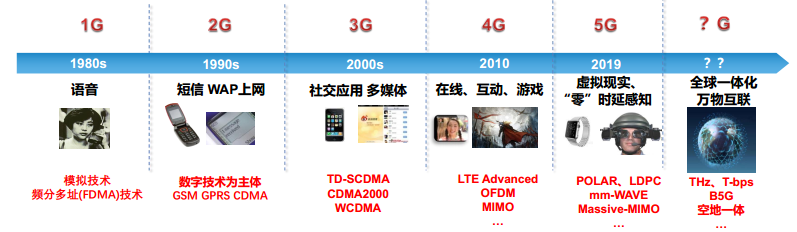 1G
2G
3G
4G
5G
？G
1980s
1990s
2000s
2010
2019
？？
语音
短信 WAP上网
社交应用 多媒体
在线、互动、游戏
虚拟现实、
“零”时延感知
全球一体化
万物互联
模拟技术
频分多址(FDMA)技术
数字技术为主体
GSM GPRS CDMA
TD-SCDMA
CDMA2000
WCDMA
LTE Advanced
OFDM
MIMO
…
POLAR、LDPC
mm-WAVE
Massive-MIMO
…
THz、T-bps
B5G
空地一体
…